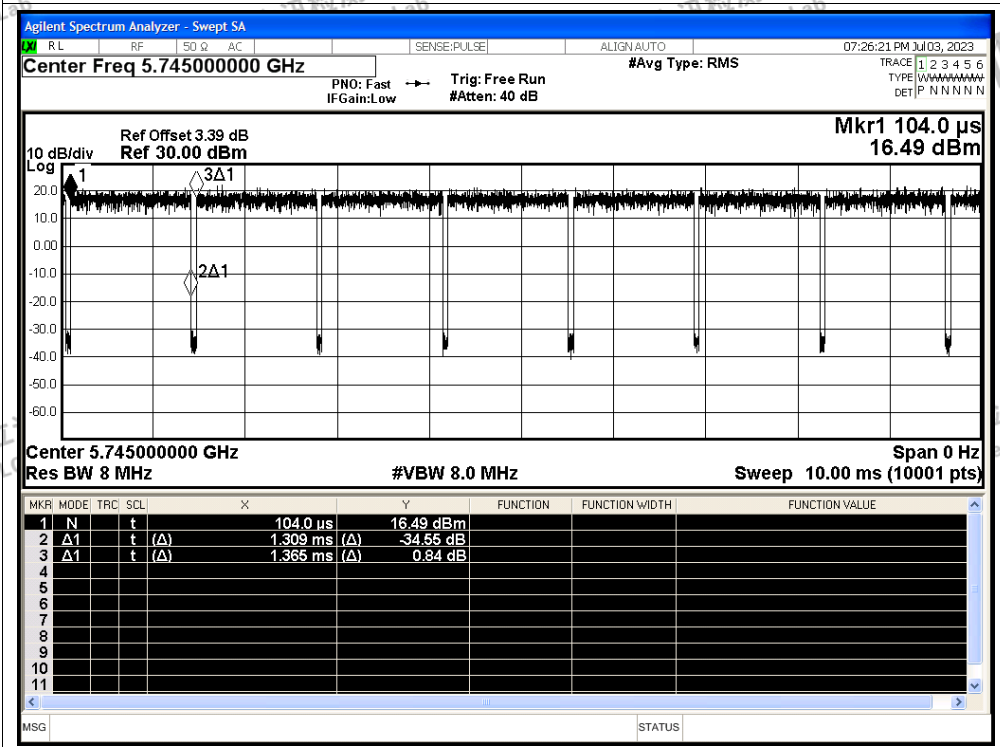 Agilent Spectrum Analyzer - Swept SA
LXI RL RF 50 Ω AC SENSE:PULSE ALIGN AUTO 07:26:21 PM Jul 03, 2023
Center Freq 5.745000000 GHz #Avg Type: RMS TRACE 1 2 3 4 5 6
PNO: Fast Trig: Free Run TYPE WWWWWW
IFGain:Low #Atten: 40 dB DET P N N N N N
Mkr1 104.0 µs
Ref Offset 3.39 dB
10 dB/div Ref 30.00 dBm 16.49 dBm
Log
1 3Δ1
20.0
10.0
0.00
-10.0 2Δ1
-20.0
-30.0
-40.0
-50.0
-60.0
Center 5.745000000 GHz Span 0 Hz
Res BW 8 MHz #VBW 8.0 MHz Sweep 10.00 ms (10001 pts)
MKR MODE TRC SCL X Y FUNCTION FUNCTION WIDTH FUNCTION VALUE
1 N t 104.0 µs 16.49 dBm
2 Δ1 t (Δ) 1.309 ms (Δ) -34.55 dB
3 Δ1 t (Δ) 1.365 ms (Δ) 0.84 dB
4
5
6
7
8
9
10
11
MSG STATUS